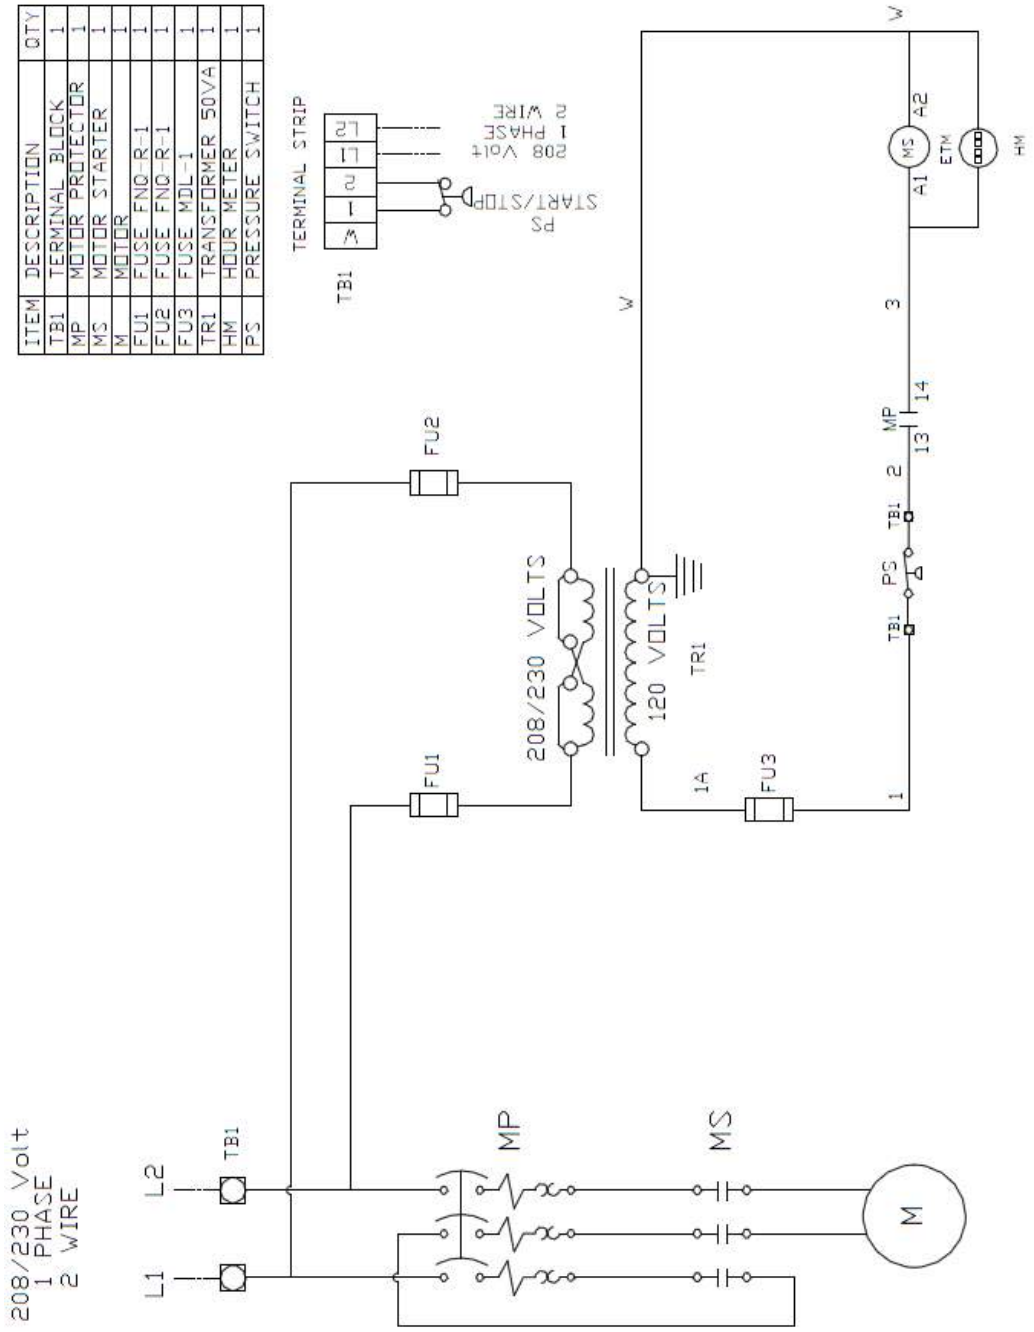 208/230 Volt
1 PHASE
2 WIRE
L1
L2
TB1
MP
MS
M
FU1
FU2
208/230 VOLTS
120 VOLTS
TR1
1A
FU3
1
TB1
PS
TB1
2
MP
13
14
3
W
W
A1
MS
A2
ETM
HM
ITEM DESCRIPTION QTY
TB1 TERMINAL BLOCK 1
MP MOTOR PROTECTOR 1
MS MOTOR STARTER 1
M MOTOR 1
FU1 FUSE FNQ-R-1 1
FU2 FUSE FNQ-R-1 1
FU3 FUSE MDL-1 1
TR1 TRANSFORMER 50VA 1
HM HOUR METER 1
PS PRESSURE SWITCH 1
TERMINAL STRIP
TB1
W
1
2
L1
L2
PS
START/STOP
208 Volt
1 PHASE
2 WIRE